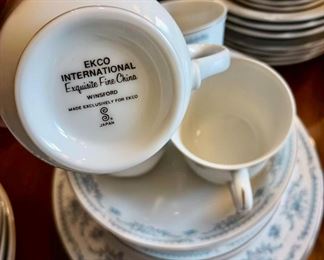 EKCO
INTERNATIONAL
Exquisite Fine China
WINSFORD
MADE EXCLUSIVELY FOR EKCO
JAPAN